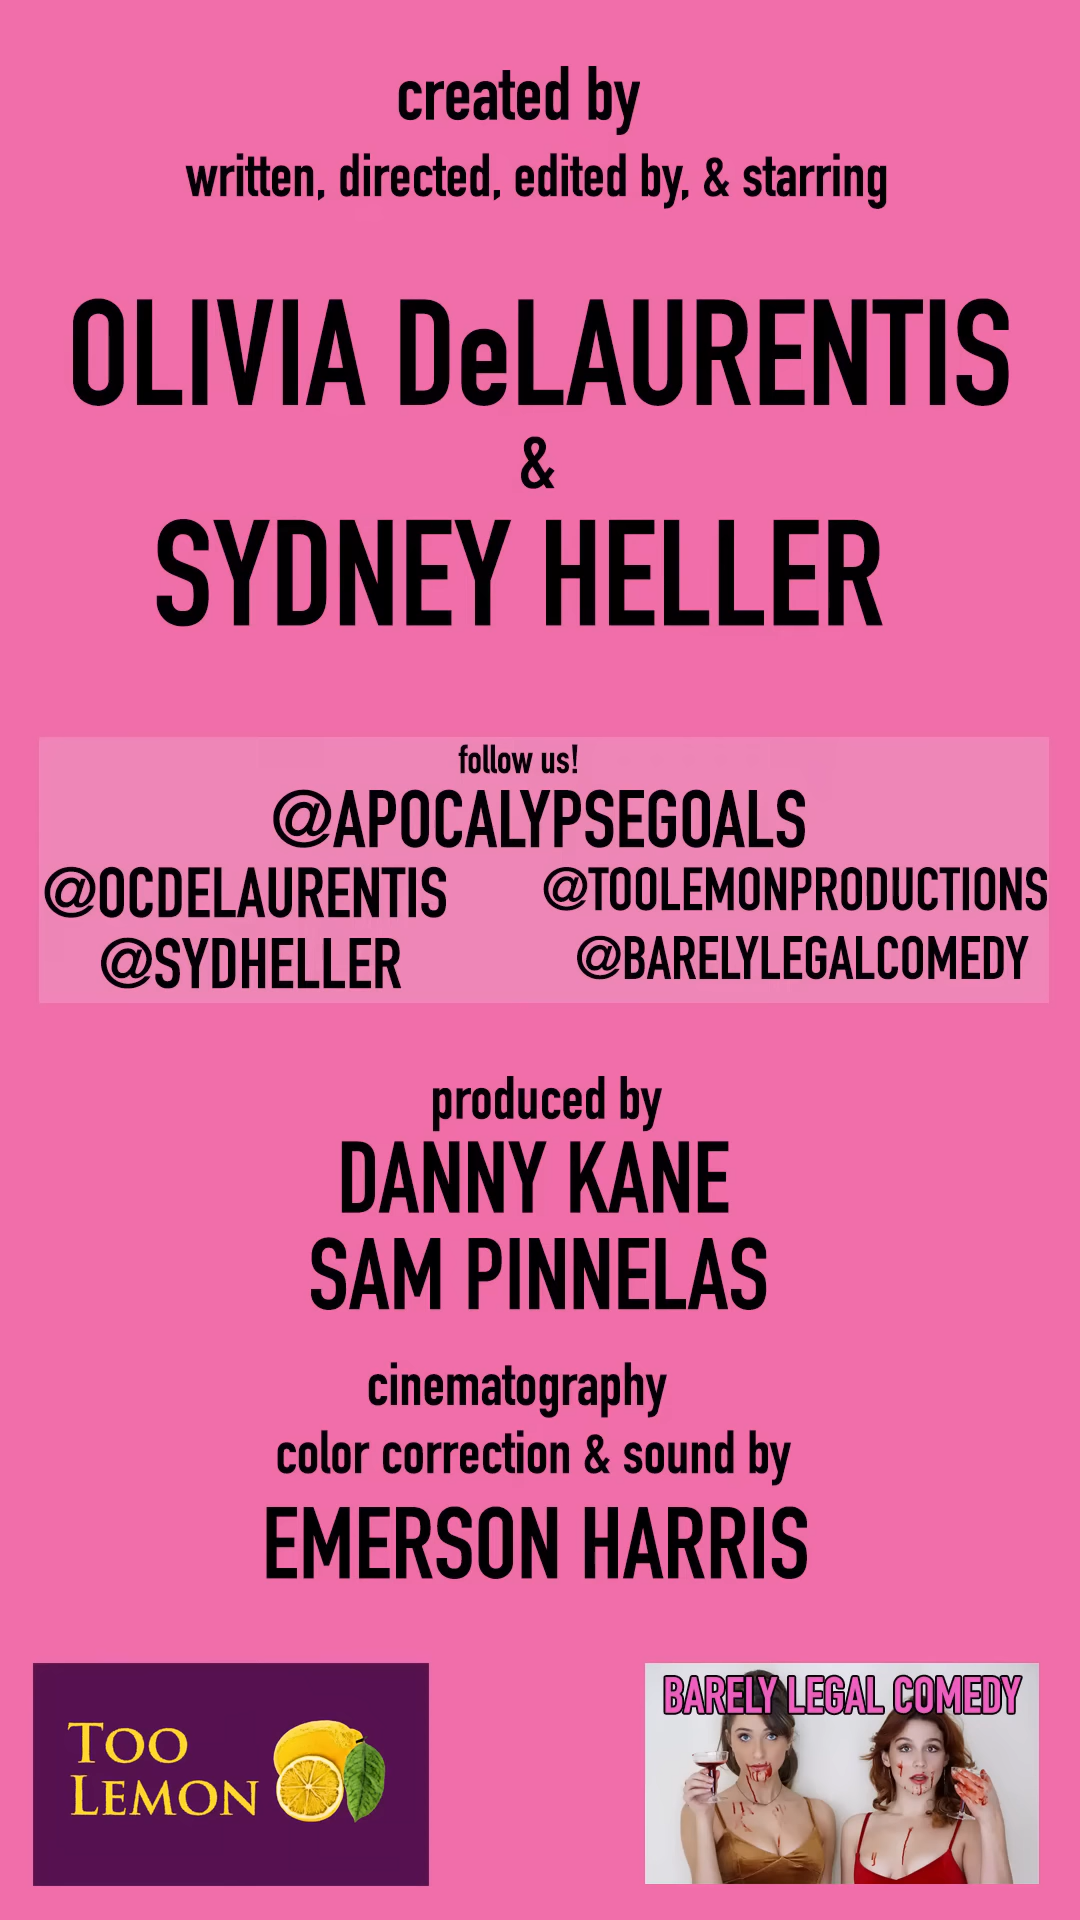 created by
written, directed, edited by, & starring
OLIVIA DeLAURENTIS
&
SYDNEY HELLER
follow us!
@APOCALYPSEGOALS
@OCDELAURENTIS
@SYDHELLER
@TOOLEMONPRODUCTIONS
@BARELYLEGALCOMEDY
produced by
DANNY KANE
SAM PINNELAS
cinematography
color correction & sound by
EMERSON HARRIS
TOO
LEMON
BARELY LEGAL COMEDY